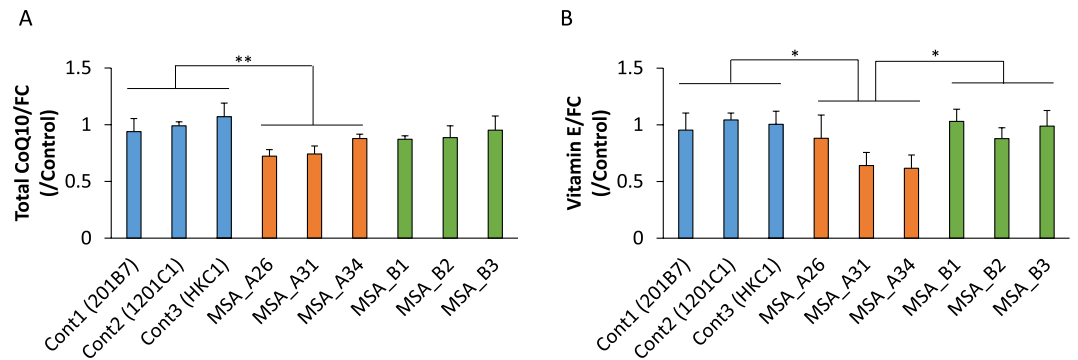 A
**
1.5
1
0.5
0
Total CoQ10/FC
(/Control)
Cont1 (201B7)
Cont2 (1201C1)
Cont3 (HKC1)
MSA_A26
MSA_A31
MSA_A34
MSA_B1
MSA_B2
MSA_B3
B
*
*
1.5
1
0.5
0
Vitamin E/FC
(/Control)
Cont1 (201B7)
Cont2 (1201C1)
Cont3 (HKC1)
MSA_A26
MSA_A31
MSA_A34
MSA_B1
MSA_B2
MSA_B3